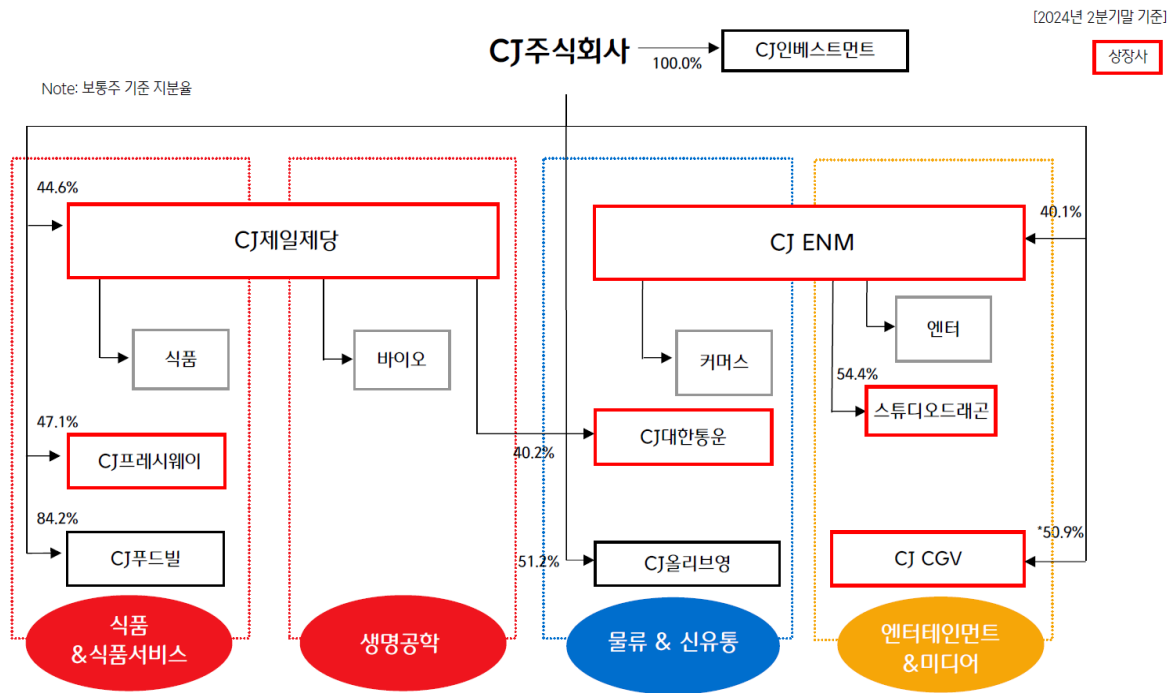 [2024년 2분기말 기준]
상장사
CJ주식회사
100.0%
CJ인베스트먼트
Note: 보통주 기준 지분율
44.6%
CJ제일제당
CJ ENM
40.1%
식품
바이오
커머스
엔터
54.4%
스튜디오드래곤
47.1%
CJ프레시웨이
40.2%
CJ대한통운
84.2%
CJ푸드빌
51.2%
CJ올리브영
CJ CGV
*50.9%
식품
&식품서비스
생명공학
물류 & 신유통
엔터테인먼트
&미디어